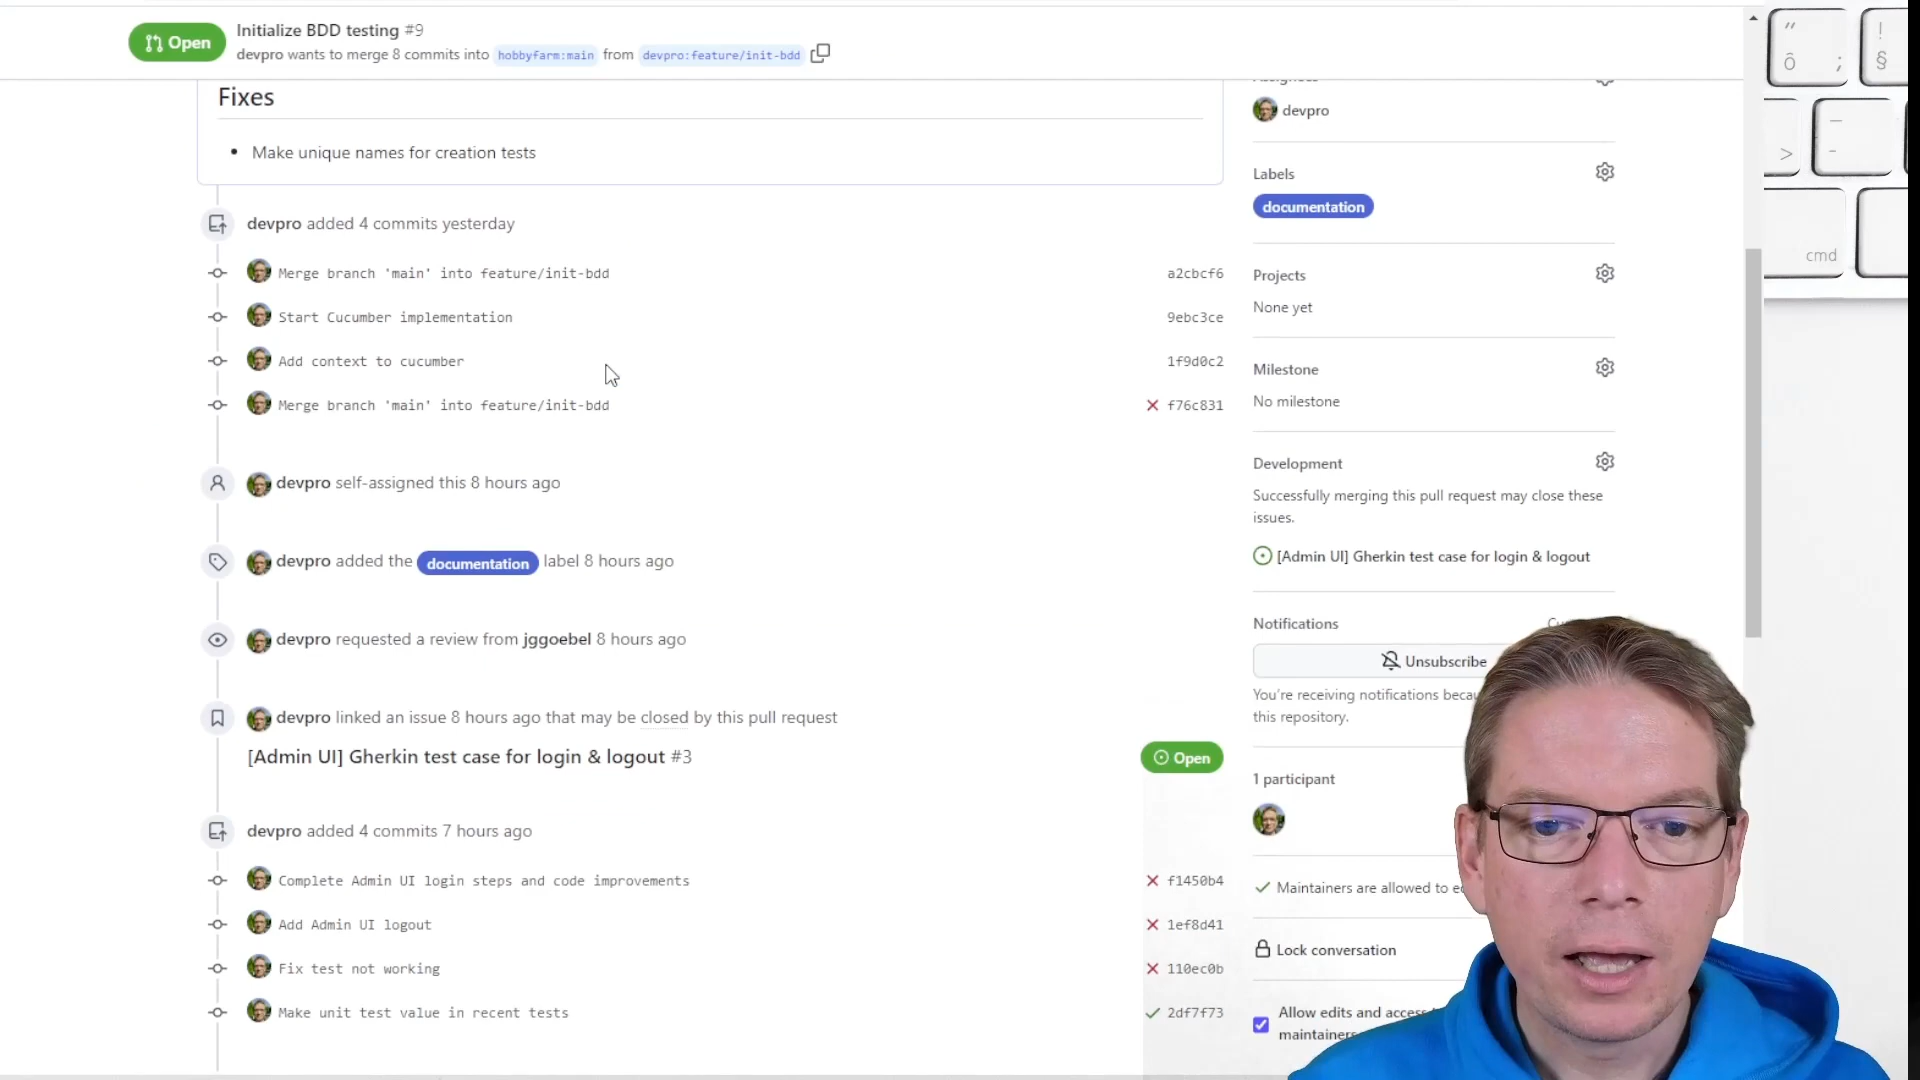 Open
Initialize BDD testing #9
devpro wants to merge 8 commits into hobbyfarm:main from devpro:feature/init-bdd
Fixes
Make unique names for creation tests
devpro added 4 commits yesterday
Merge branch 'main' into feature/init-bdd a2cbcf6
Start Cucumber implementation 9ebc3ce
Add context to cucumber 1f9d0c2
Merge branch 'main' into feature/init-bdd f76c831
devpro self-assigned this 8 hours ago
devpro added the documentation label 8 hours ago
devpro requested a review from jggoebel 8 hours ago
devpro linked an issue 8 hours ago that may be closed by this pull request
[Admin UI] Gherkin test case for login & logout #3
Open
devpro added 4 commits 7 hours ago
Complete Admin UI login steps and code improvements f1450b4
Add Admin UI logout 1ef8d41
Fix test not working 110ec0b
Make unit test value in recent tests 2df7f73
devpro
Labels
documentation
Projects
None yet
Milestone
No milestone
Development
Successfully merging this pull request may close these
issues.
[Admin UI] Gherkin test case for login & logout
Notifications
Unsubscribe
You're receiving notifications
this repository.
1 participant
Maintainers are allowed to
Lock conversation
Allow edits and access
maintainers
" ! 
ô ; §
—
> -
cmd